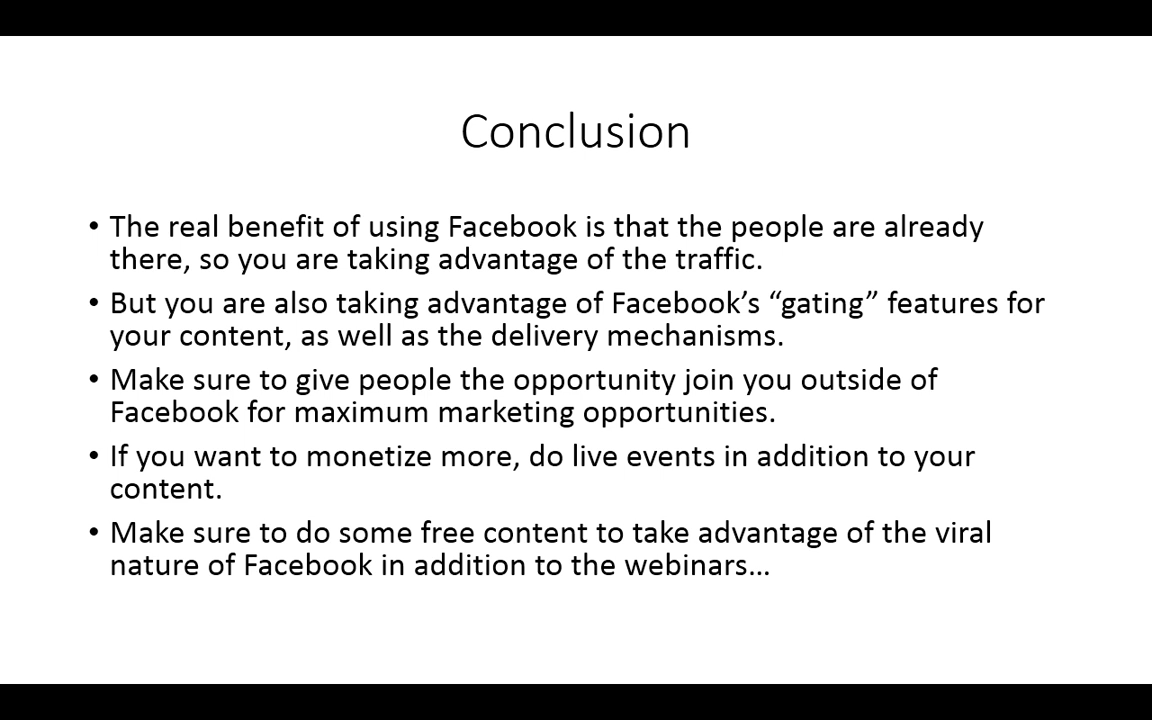 Conclusion
• The real benefit of using Facebook is that the people are already
there, so you are taking advantage of the traffic.
• But you are also taking advantage of Facebook’s “gating” features for
your content, as well as the delivery mechanisms.
• Make sure to give people the opportunity join you outside of
Facebook for maximum marketing opportunities.
• If you want to monetize more, do live events in addition to your
content.
• Make sure to do some free content to take advantage of the viral
nature of Facebook in addition to the webinars…